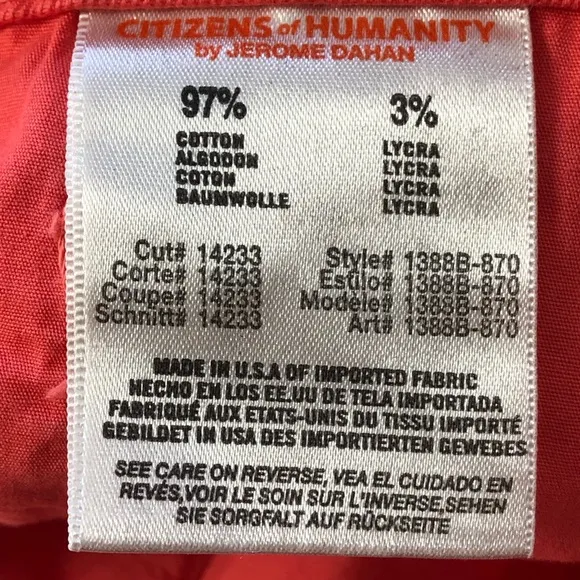 CITIZENS of HUMANITY
by JEROME DAHAN
97% 3%
COTTON LYCRA
ALGODON LYCRA
COTON LYCRA
BAUMWOLLE LYCRA
Cut# 14233 Style# 1388B-870
Corte# 14233 Estilo# 1388B-870
Coupe# 14233 Modele# 1388B-870
Schnitt# 14233 Art# 1388B-870
MADE IN U.S.A OF IMPORTED FABRIC
HECHO EN LOS EE.UU DE TELA IMPORTADA
FABRIQUÉ AUX ETATS-UNIS DU TISSU IMPORTÉ
GEBILDET IN USA DES IMPORTIERTEN GEWEBES
SEE CARE ON REVERSE, VEA EL CUIDADO EN
REVÉS,VOIR LE SOIN SUR L'INVERSE,SEHEN
SIE SORGFALT AUF RÜCKSEITE